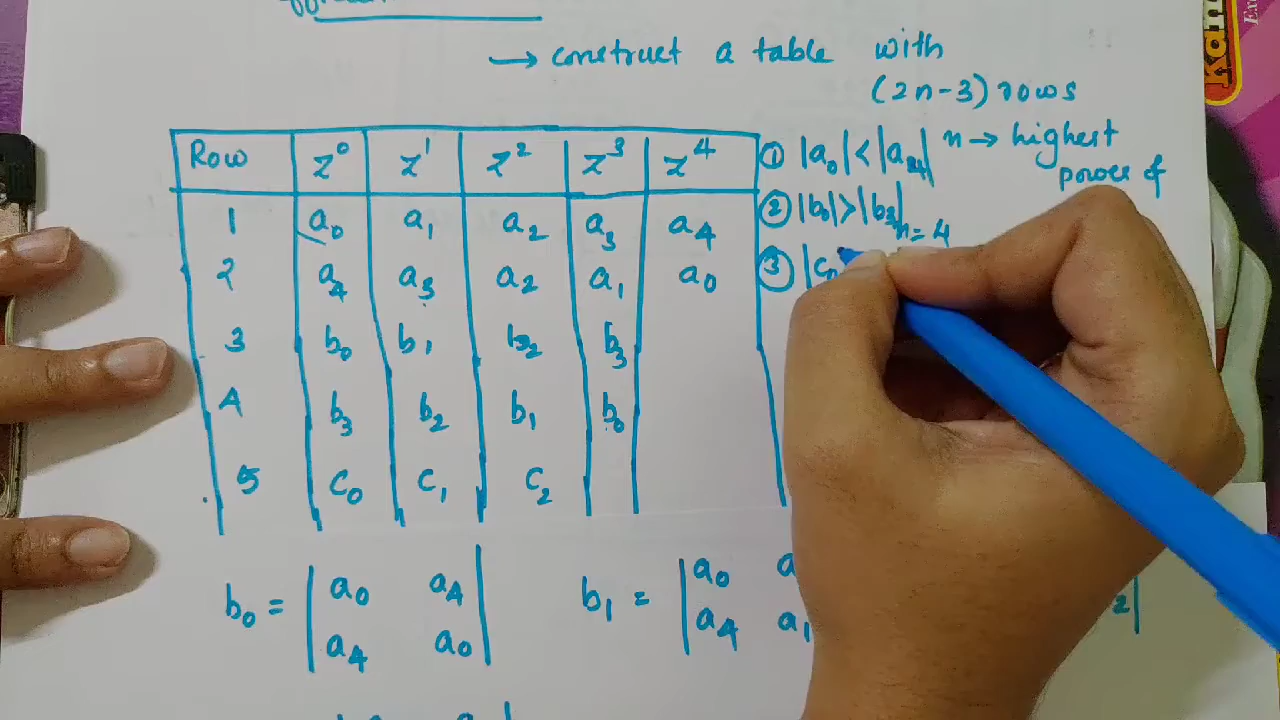 → construct a table with
(2n-3) rows
n → highest
power of
n = 4
Row z⁰ z¹ z² z³ z⁴
1 a₀ a₁ a₂ a₃ a₄
2 a₄ a₃ a₂ a₁ a₀
3 b₀ b₁ b₂ b₃
4 b₃ b₂ b₁ b₀
5 c₀ c₁ c₂
① |a₀| < |a₄|
② |b₀| > |b₃|
③ |c₀
b₀ = | a₀ a₄ |
| a₄ a₀ |
b₁ = | a₀ a
| a₄ a₁
₂ |
Kam